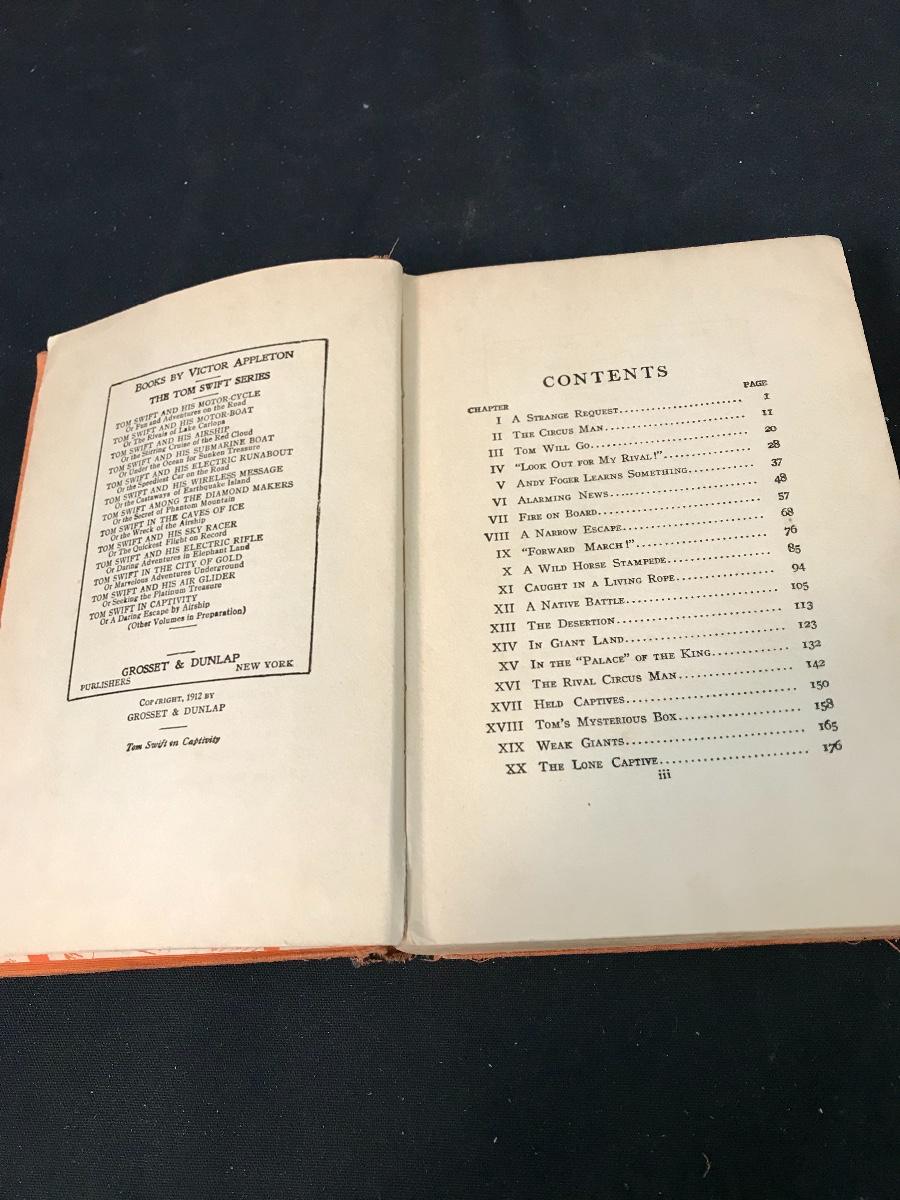 BOOKS BY VICTOR APPLETON
THE TOM SWIFT SERIES
TOM SWIFT AND HIS MOTOR-CYCLE
Or Fun and Adventures on the Road
TOM SWIFT AND HIS MOTOR-BOAT
Or The Rivals of Lake Carlopa
TOM SWIFT AND HIS AIRSHIP
Or the Stirring Cruise of the Red Cloud
TOM SWIFT AND HIS SUBMARINE BOAT
Or Under the Ocean for Sunken Treasure
TOM SWIFT AND HIS ELECTRIC RUNABOUT
Or the Speediest Car on the Road
TOM SWIFT AND HIS WIRELESS MESSAGE
Or the Castaways of Earthquake Island
TOM SWIFT AMONG THE DIAMOND MAKERS
Or the Secret of Phantom Mountain
TOM SWIFT IN THE CAVES OF ICE
Or the Wreck of the Airship
TOM SWIFT AND HIS SKY RACER
Or The Quickest Flight on Record
TOM SWIFT AND HIS ELECTRIC RIFLE
Or Daring Adventures in Elephant Land
TOM SWIFT IN THE CITY OF GOLD
Or Marvelous Adventures Underground
TOM SWIFT AND HIS AIR GLIDER
Or Seeking the Platinum Treasure
TOM SWIFT IN CAPTIVITY
Or A Daring Escape by Airship
(Other Volumes in Preparation)
GROSSET & DUNLAP
PUBLISHERS NEW YORK
COPYRIGHT, 1912 BY
GROSSET & DUNLAP
Tom Swift in Captivity
CONTENTS
CHAPTER PAGE
I A STRANGE REQUEST 1
II THE CIRCUS MAN 11
III TOM WILL GO 20
IV "LOOK OUT FOR MY RIVAL!" 28
V ANDY FOGER LEARNS SOMETHING 37
VI ALARMING NEWS 48
VII FIRE ON BOARD 57
VIII A NARROW ESCAPE 68
IX "FORWARD MARCH!" 76
X A WILD HORSE STAMPEDE 85
XI CAUGHT IN A LIVING ROPE 94
XII A NATIVE BATTLE 105
XIII THE DESERTION 113
XIV IN GIANT LAND 123
XV IN THE "PALACE" OF THE KING 132
XVI THE RIVAL CIRCUS MAN 142
XVII HELD CAPTIVES 150
XVIII TOM'S MYSTERIOUS BOX 158
XIX WEAK GIANTS 165
XX THE LONE CAPTIVE 176
iii